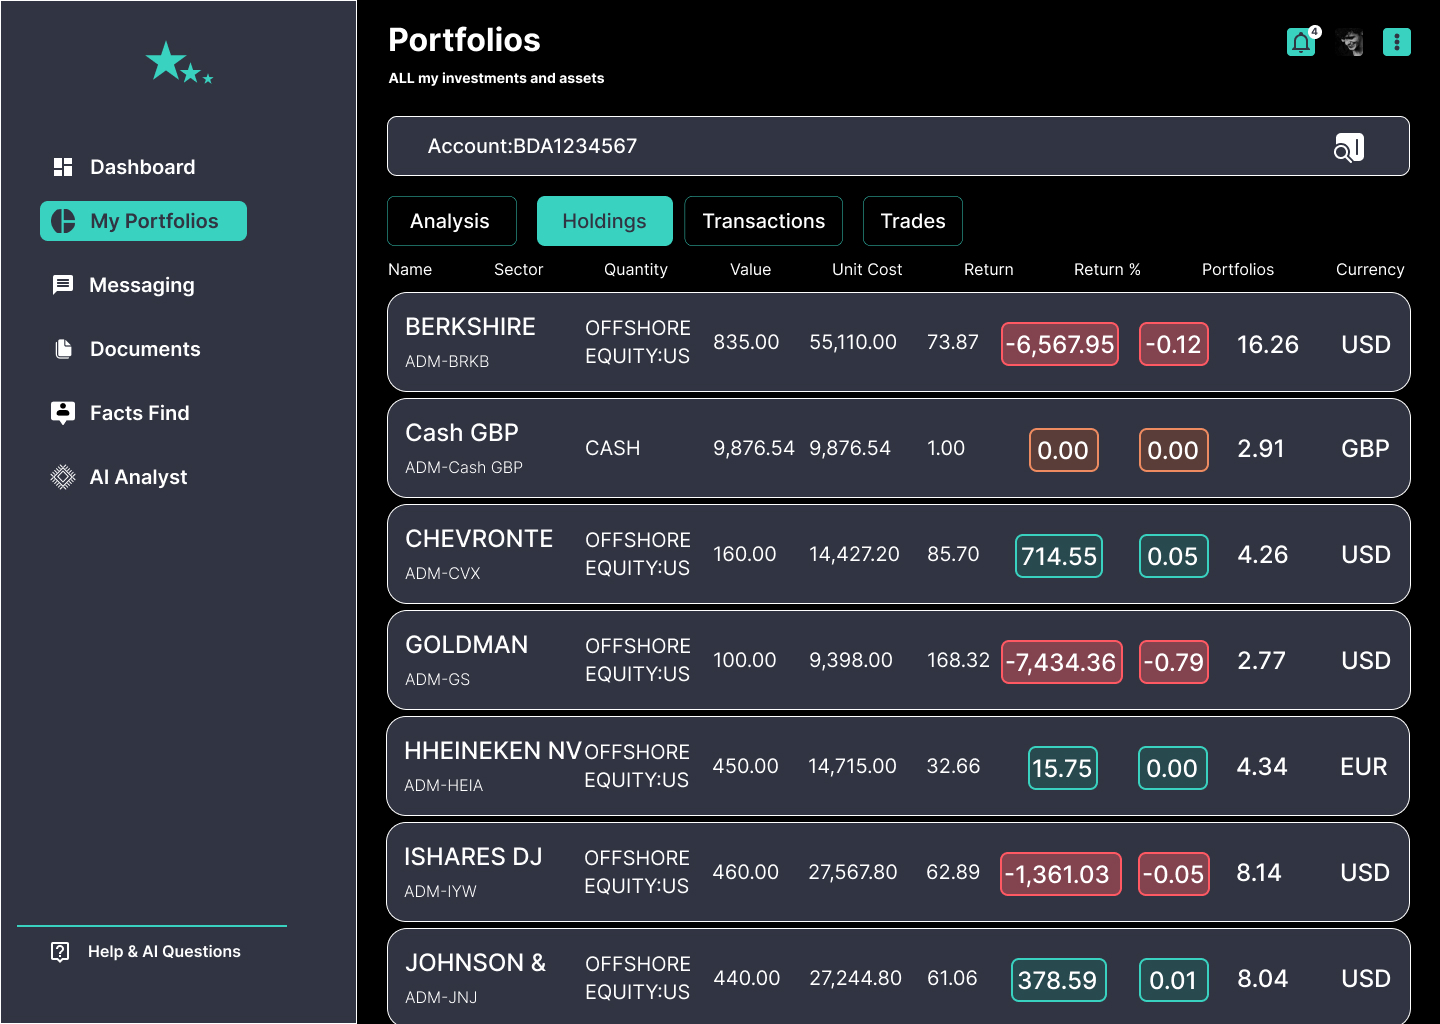 Portfolios
ALL my investments and assets
4
Account:BDA1234567
Dashboard
My Portfolios
Messaging
Documents
Facts Find
AI Analyst
Help & AI Questions
Analysis Holdings Transactions Trades
Name Sector Quantity Value Unit Cost Return Return % Portfolios Currency
BERKSHIRE OFFSHORE 835.00 55,110.00 73.87 -6,567.95 -0.12 16.26 USD
ADM-BRKB EQUITY:US
Cash GBP CASH 9,876.54 9,876.54 1.00 0.00 0.00 2.91 GBP
ADM-Cash GBP
CHEVRONTE OFFSHORE 160.00 14,427.20 85.70 714.55 0.05 4.26 USD
ADM-CVX EQUITY:US
GOLDMAN OFFSHORE 100.00 9,398.00 168.32 -7,434.36 -0.79 2.77 USD
ADM-GS EQUITY:US
HHEINEKEN NV OFFSHORE 450.00 14,715.00 32.66 15.75 0.00 4.34 EUR
ADM-HEIA EQUITY:US
ISHARES DJ OFFSHORE 460.00 27,567.80 62.89 -1,361.03 -0.05 8.14 USD
ADM-IYW EQUITY:US
JOHNSON & OFFSHORE 440.00 27,244.80 61.06 378.59 0.01 8.04 USD
ADM-JNJ EQUITY:US